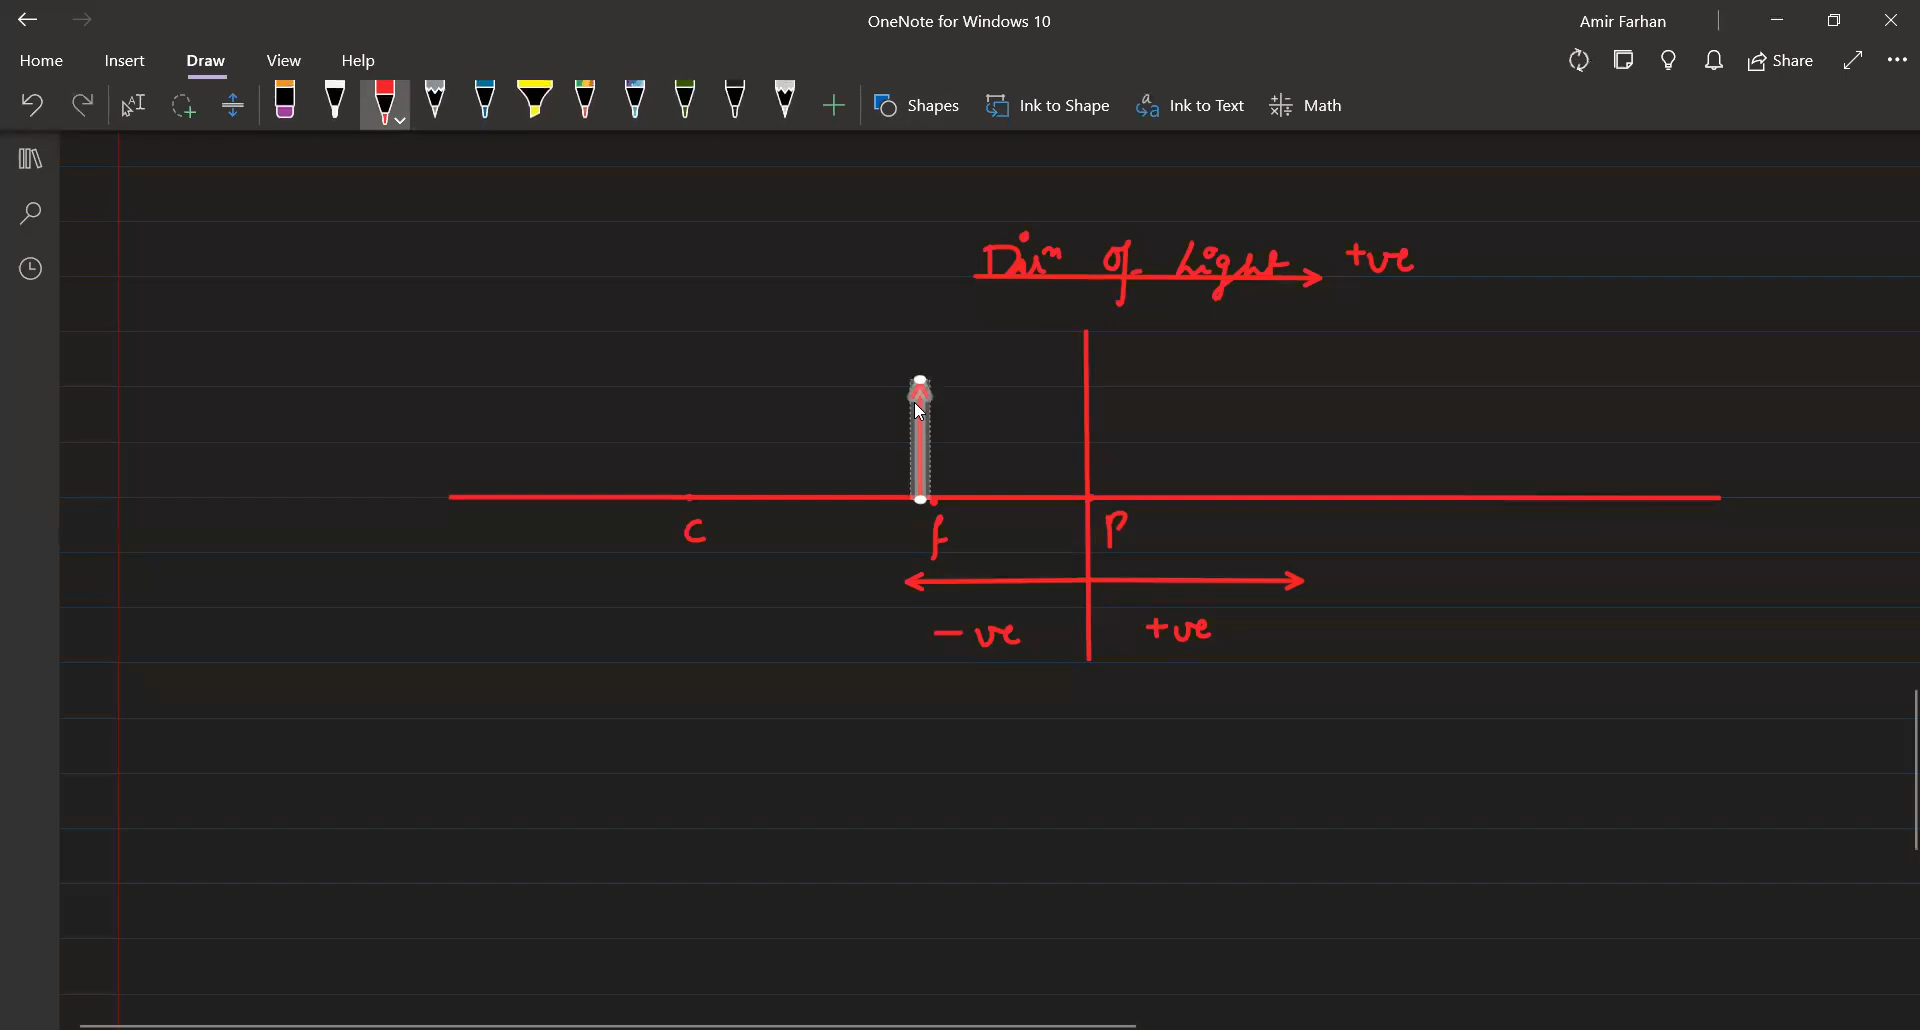 OneNote for Windows 10
Amir Farhan
Home Insert Draw View Help
Share
Shapes Ink to Shape Ink to Text Math
Dirⁿ of Light +ve
C f P
-ve +ve